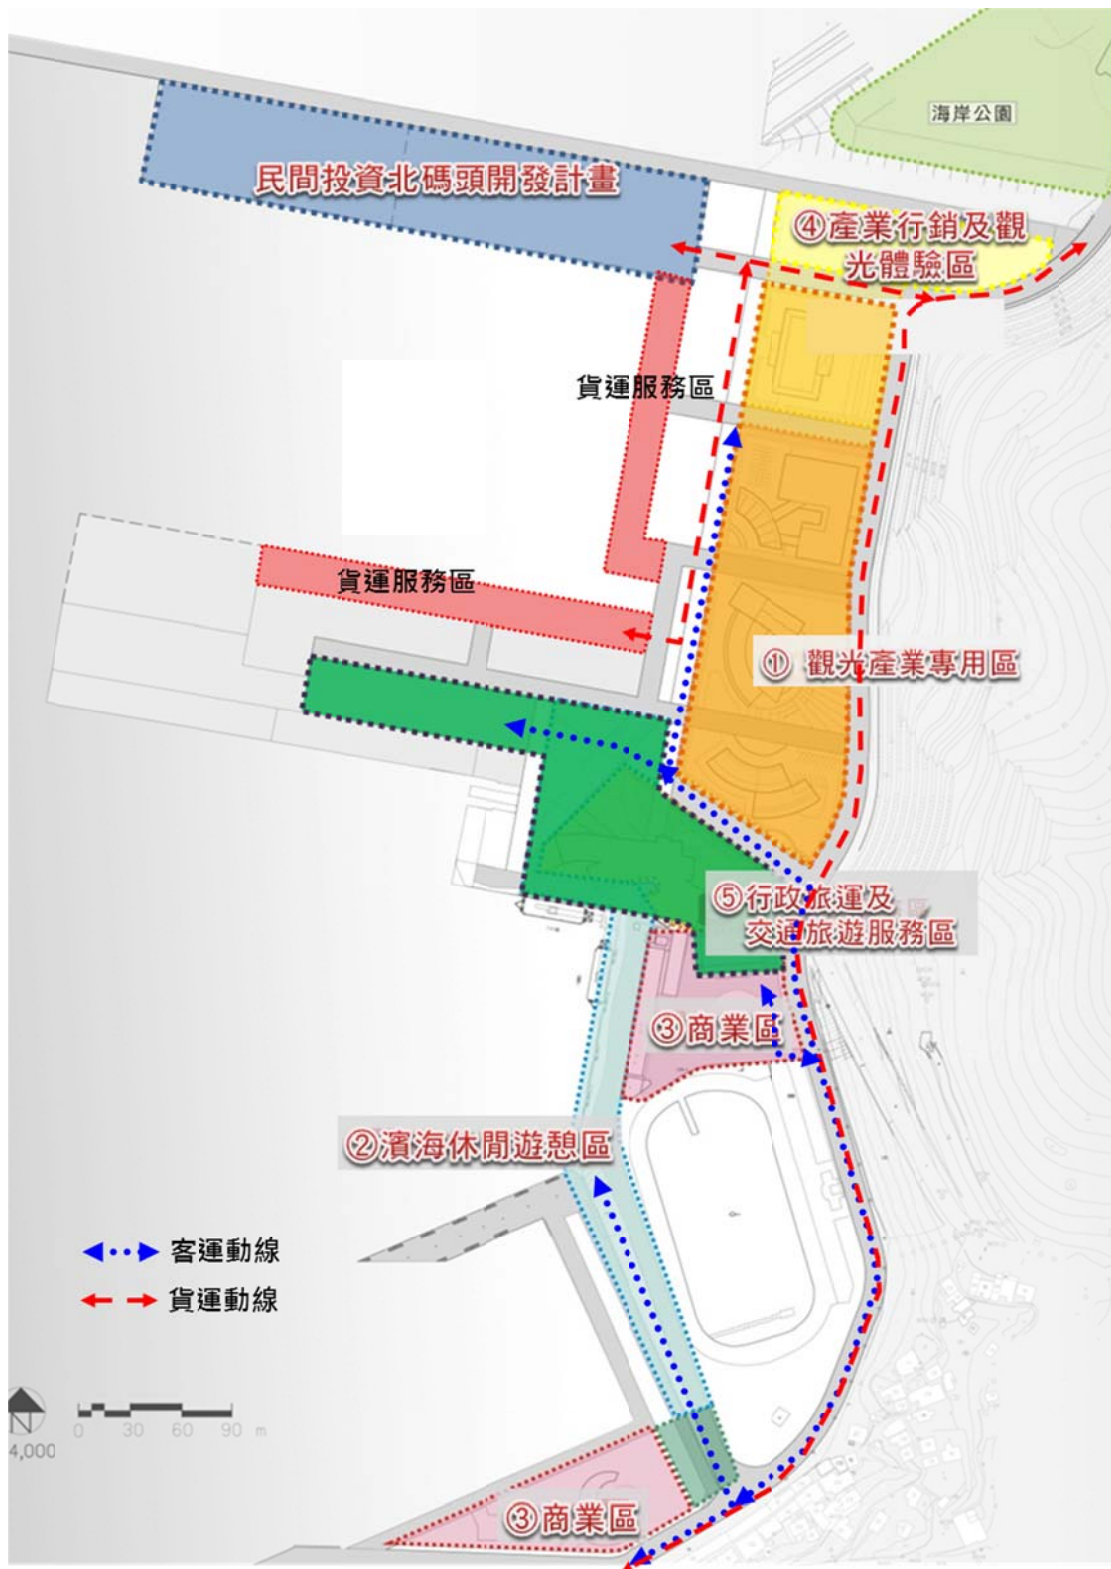 海岸公園
民間投資北碼頭開發計畫
④產業行銷及觀
光體驗區
貨運服務區
貨運服務區
① 觀光產業專用區
⑤行政旅運及
交通旅遊服務區
③商業區
②濱海休閒遊憩區
客運動線
貨運動線
N
0 30 60 90 m
4,000
③商業區